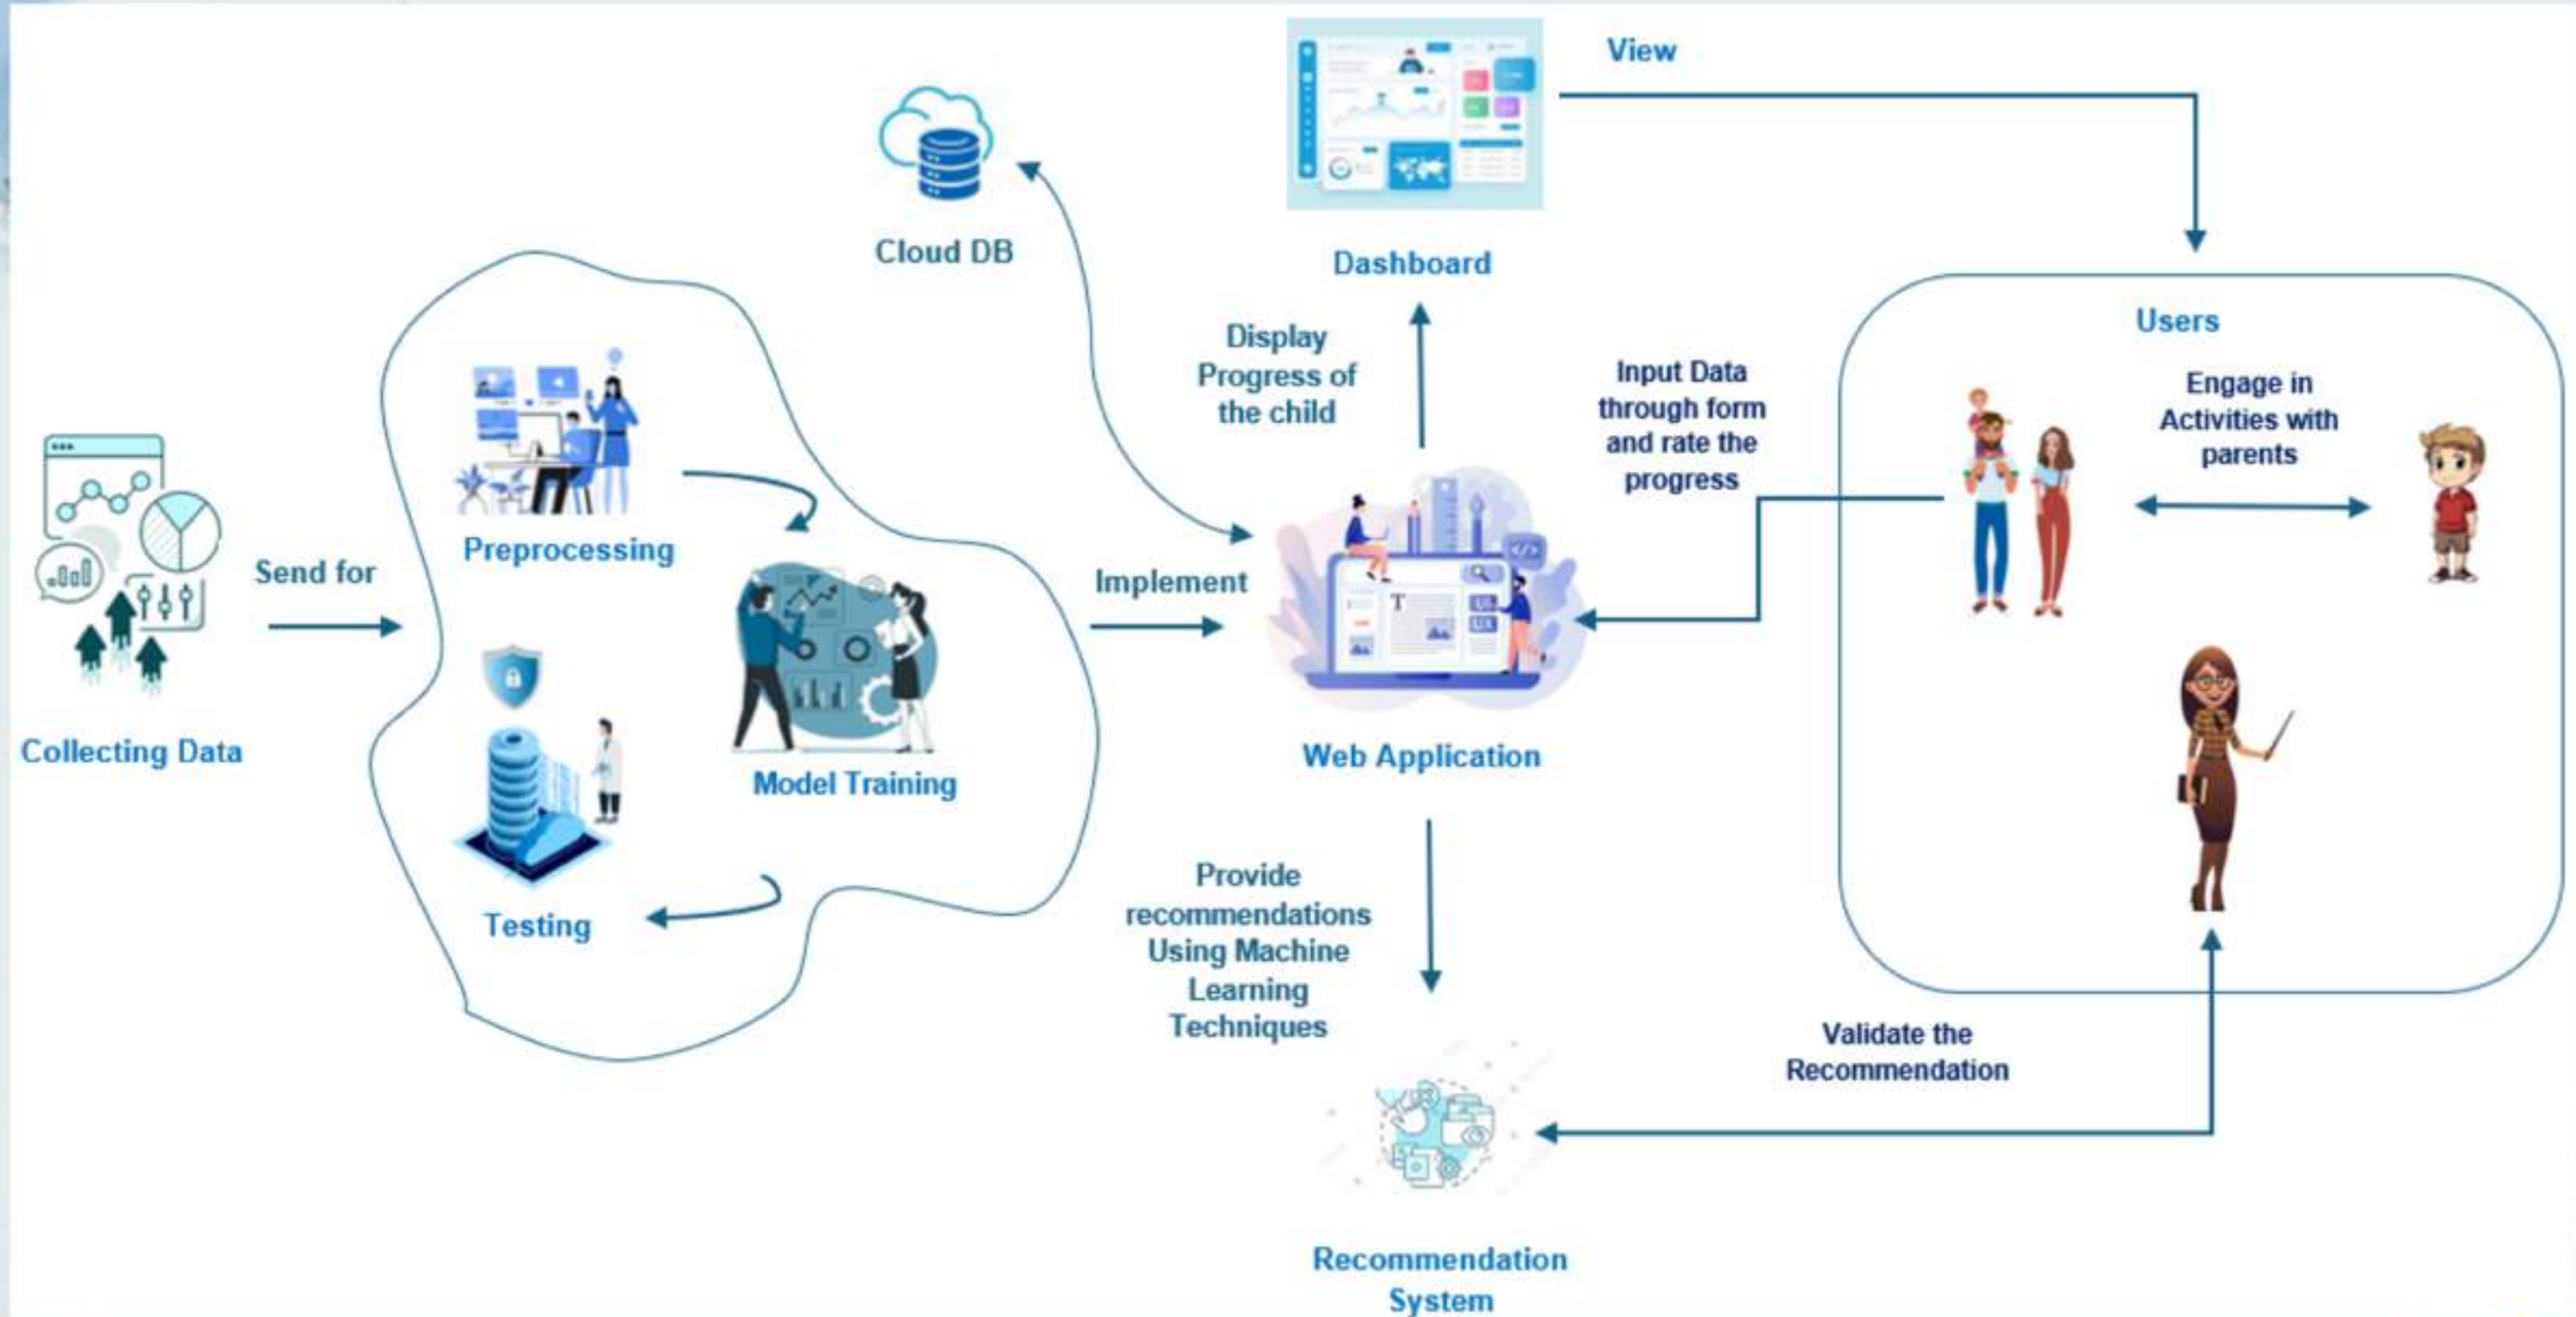 View
Cloud DB
Dashboard
Display
Progress of
the child
Users
Input Data
through form
and rate the
progress
Engage in
Activities with
parents
Send for
Preprocessing
Implement
Collecting Data
Model Training
Web Application
Testing
Provide
recommendations
Using Machine
Learning
Techniques
Validate the
Recommendation
Recommendation
System